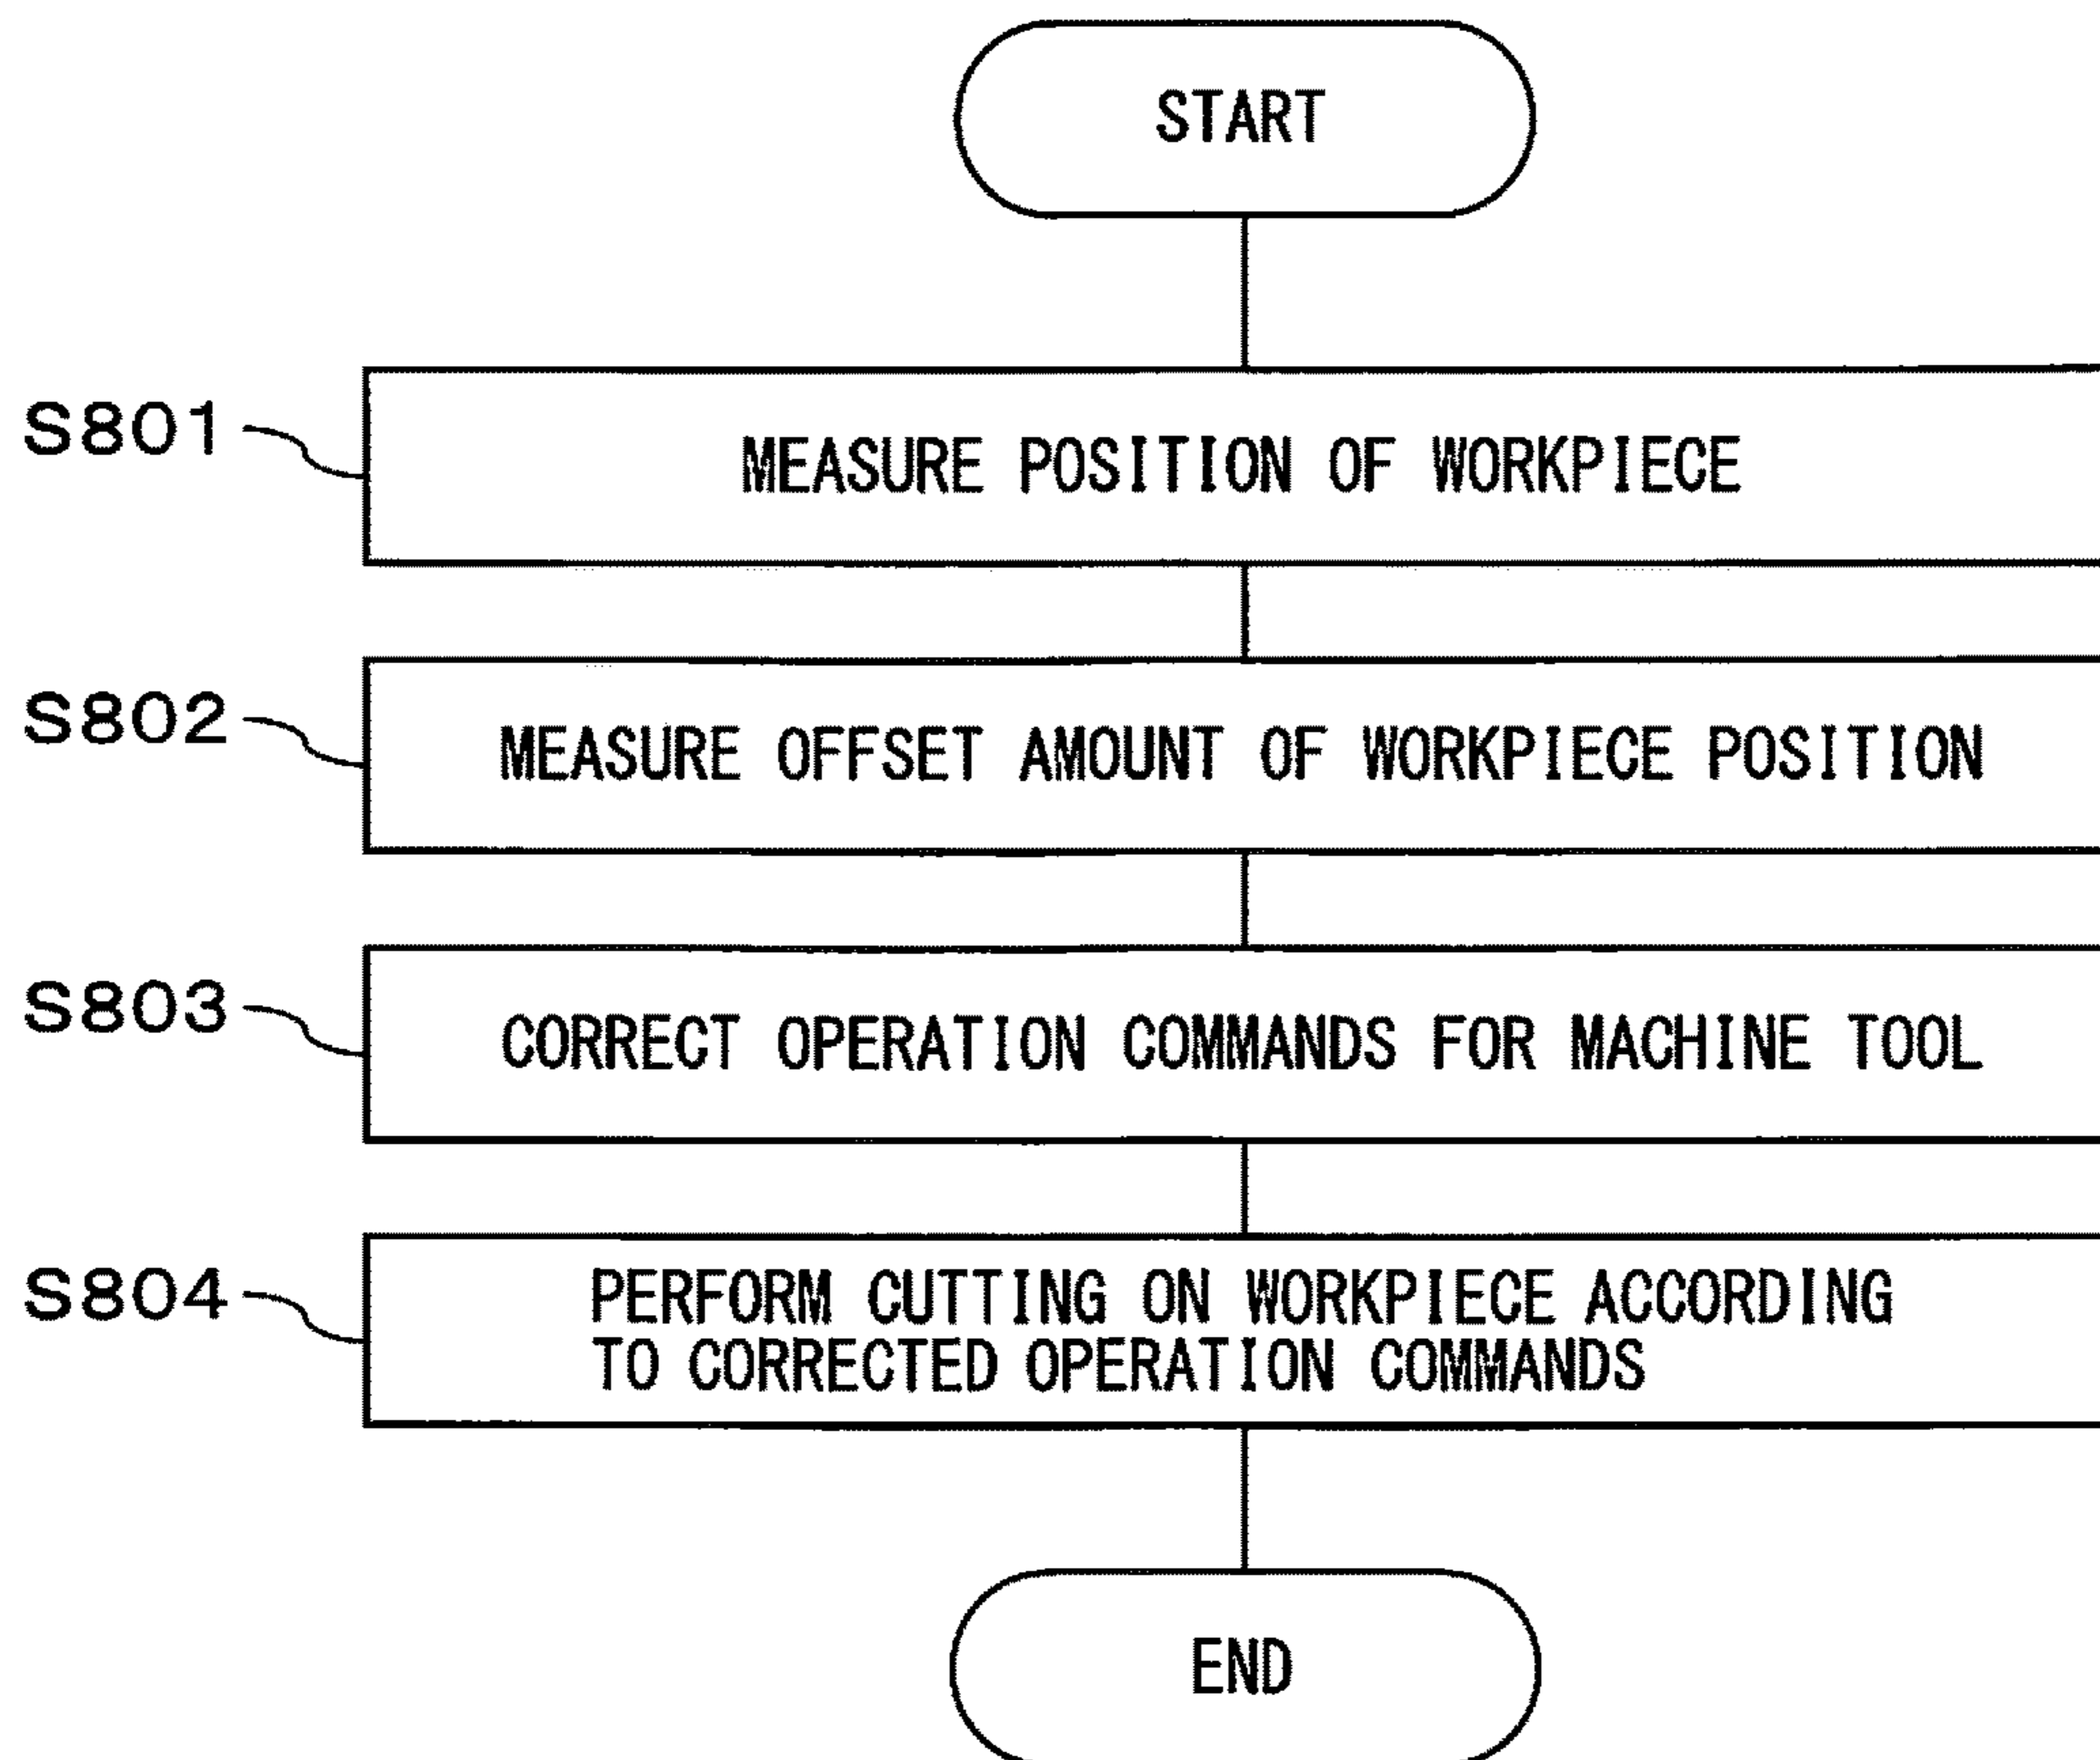 START
S801
MEASURE POSITION OF WORKPIECE
S802
MEASURE OFFSET AMOUNT OF WORKPIECE POSITION
S803
CORRECT OPERATION COMMANDS FOR MACHINE TOOL
S804
PERFORM CUTTING ON WORKPIECE ACCORDING
TO CORRECTED OPERATION COMMANDS
END